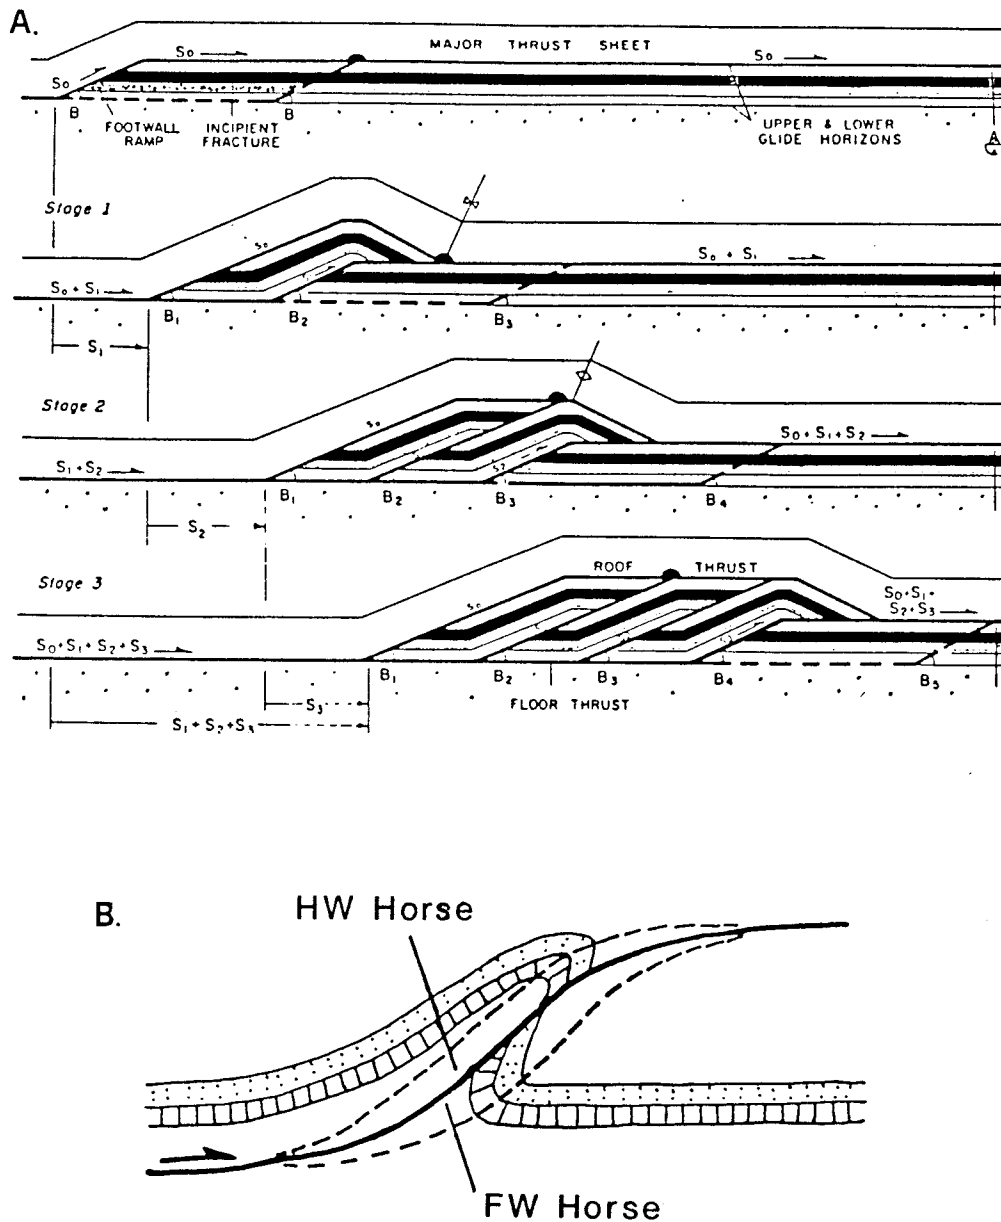 A.
MAJOR THRUST SHEET
So
So
So
B
B
FOOTWALL RAMP
INCIPIENT FRACTURE
UPPER & LOWER GLIDE HORIZONS
A
Stage 1
So
So + S1
So + S1
B1
B2
B3
S1
Stage 2
So
So + S1 + S2
S1 + S2
B1
B2
B3
B4
S2
Stage 3
ROOF THRUST
So
So + S1 +
S2 + S3
So + S1 + S2 + S3
B1
B2
B3
B4
B5
S3
FLOOR THRUST
S1 + S2 + S3
B.
HW Horse
FW Horse